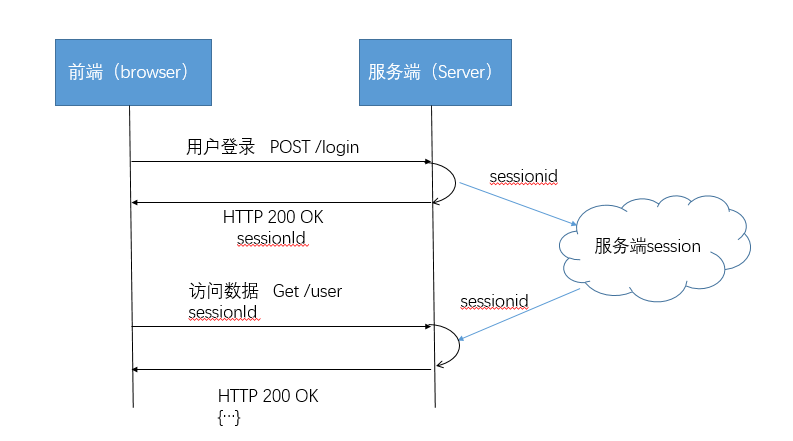 前端（browser）
服务端（Server）
用户登录 POST /login
sessionid
HTTP 200 OK
sessionId
服务端session
访问数据 Get /user
sessionId
sessionid
HTTP 200 OK
{…}